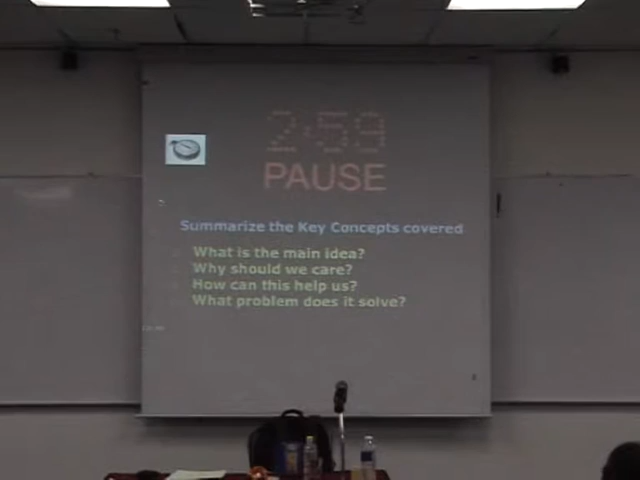 2:59
PAUSE
Summarize the Key Concepts covered
What is the main idea?
Why should we care?
How can this help us?
What problem does it solve?